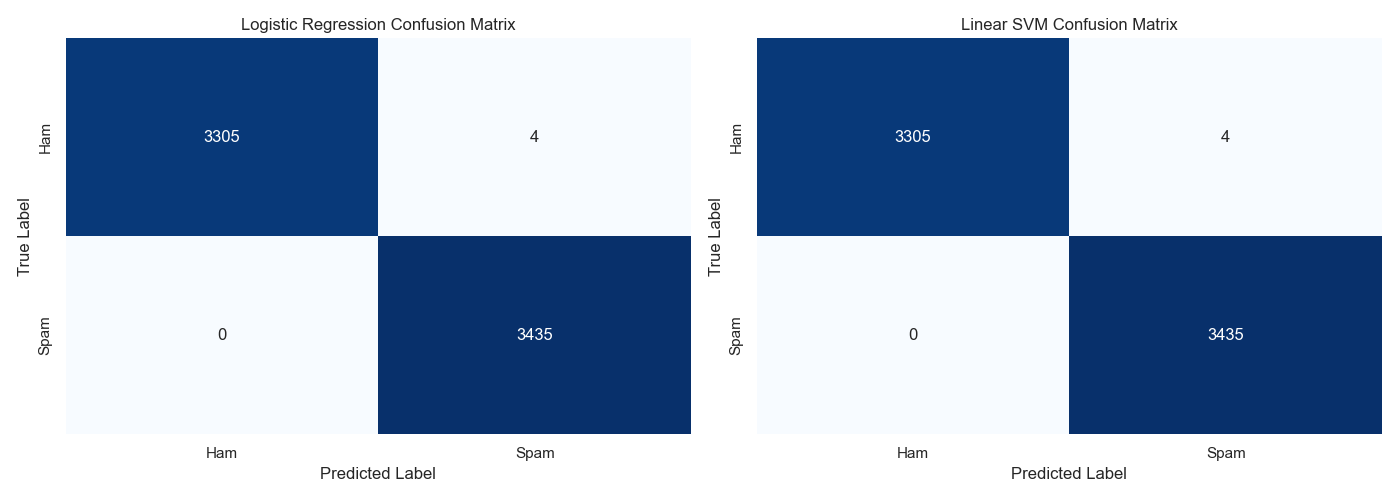 Logistic Regression Confusion Matrix
True Label
Ham
Spam
3305
4
0
3435
Ham
Spam
Predicted Label
Linear SVM Confusion Matrix
True Label
Ham
Spam
3305
4
0
3435
Ham
Spam
Predicted Label